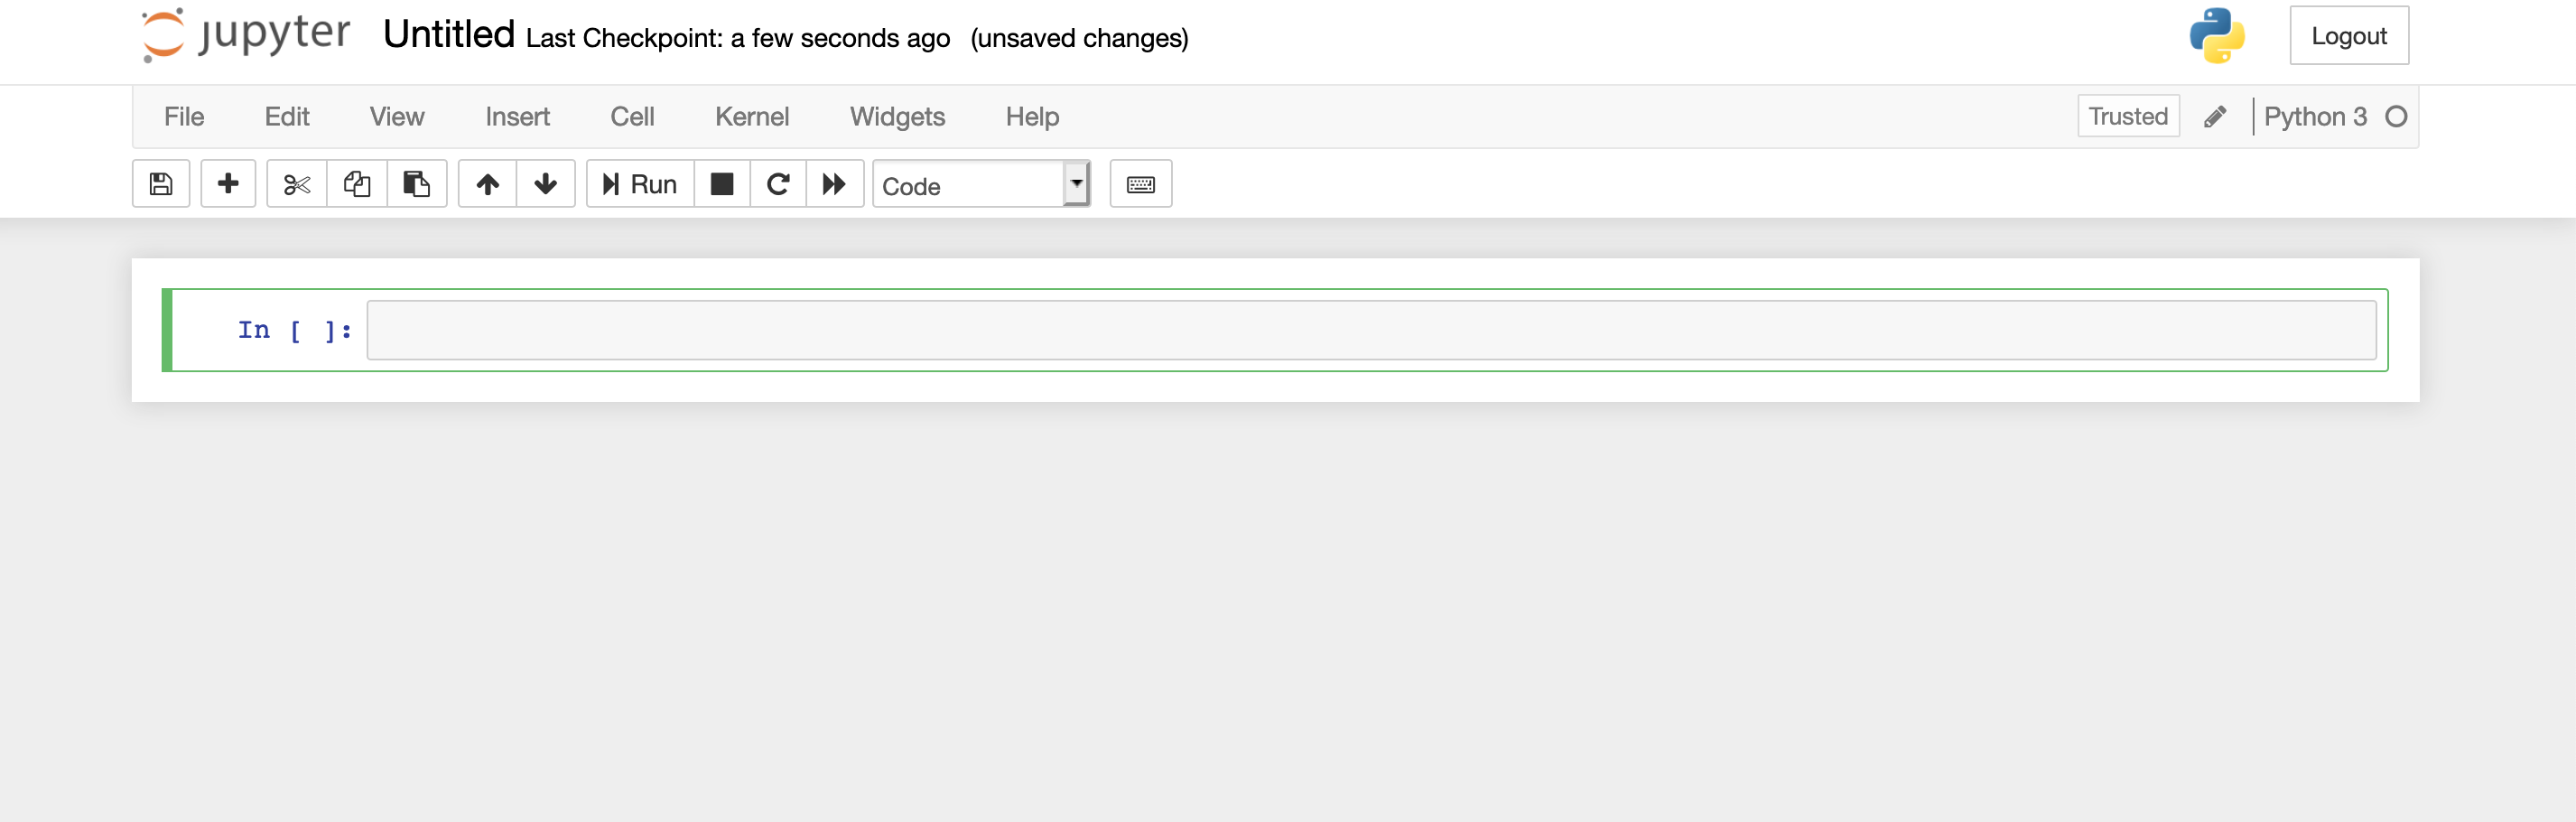 jupyter Untitled Last Checkpoint: a few seconds ago (unsaved changes) Logout
File Edit View Insert Cell Kernel Widgets Help Trusted Python 3
Run Code
In [ ]: